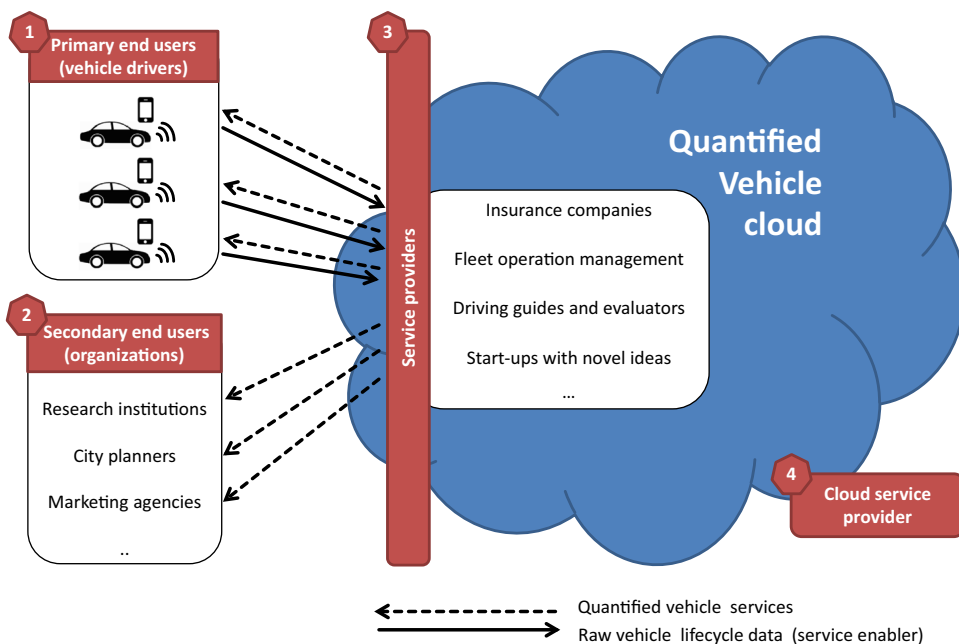 1
Primary end users
(vehicle drivers)
2
Secondary end users
(organizations)
Research institutions
City planners
Marketing agencies
..
3
Service providers
Insurance companies
Fleet operation management
Driving guides and evaluators
Start-ups with novel ideas
...
Quantified
Vehicle
cloud
4
Cloud service
provider
Quantified vehicle services
Raw vehicle lifecycle data (service enabler)